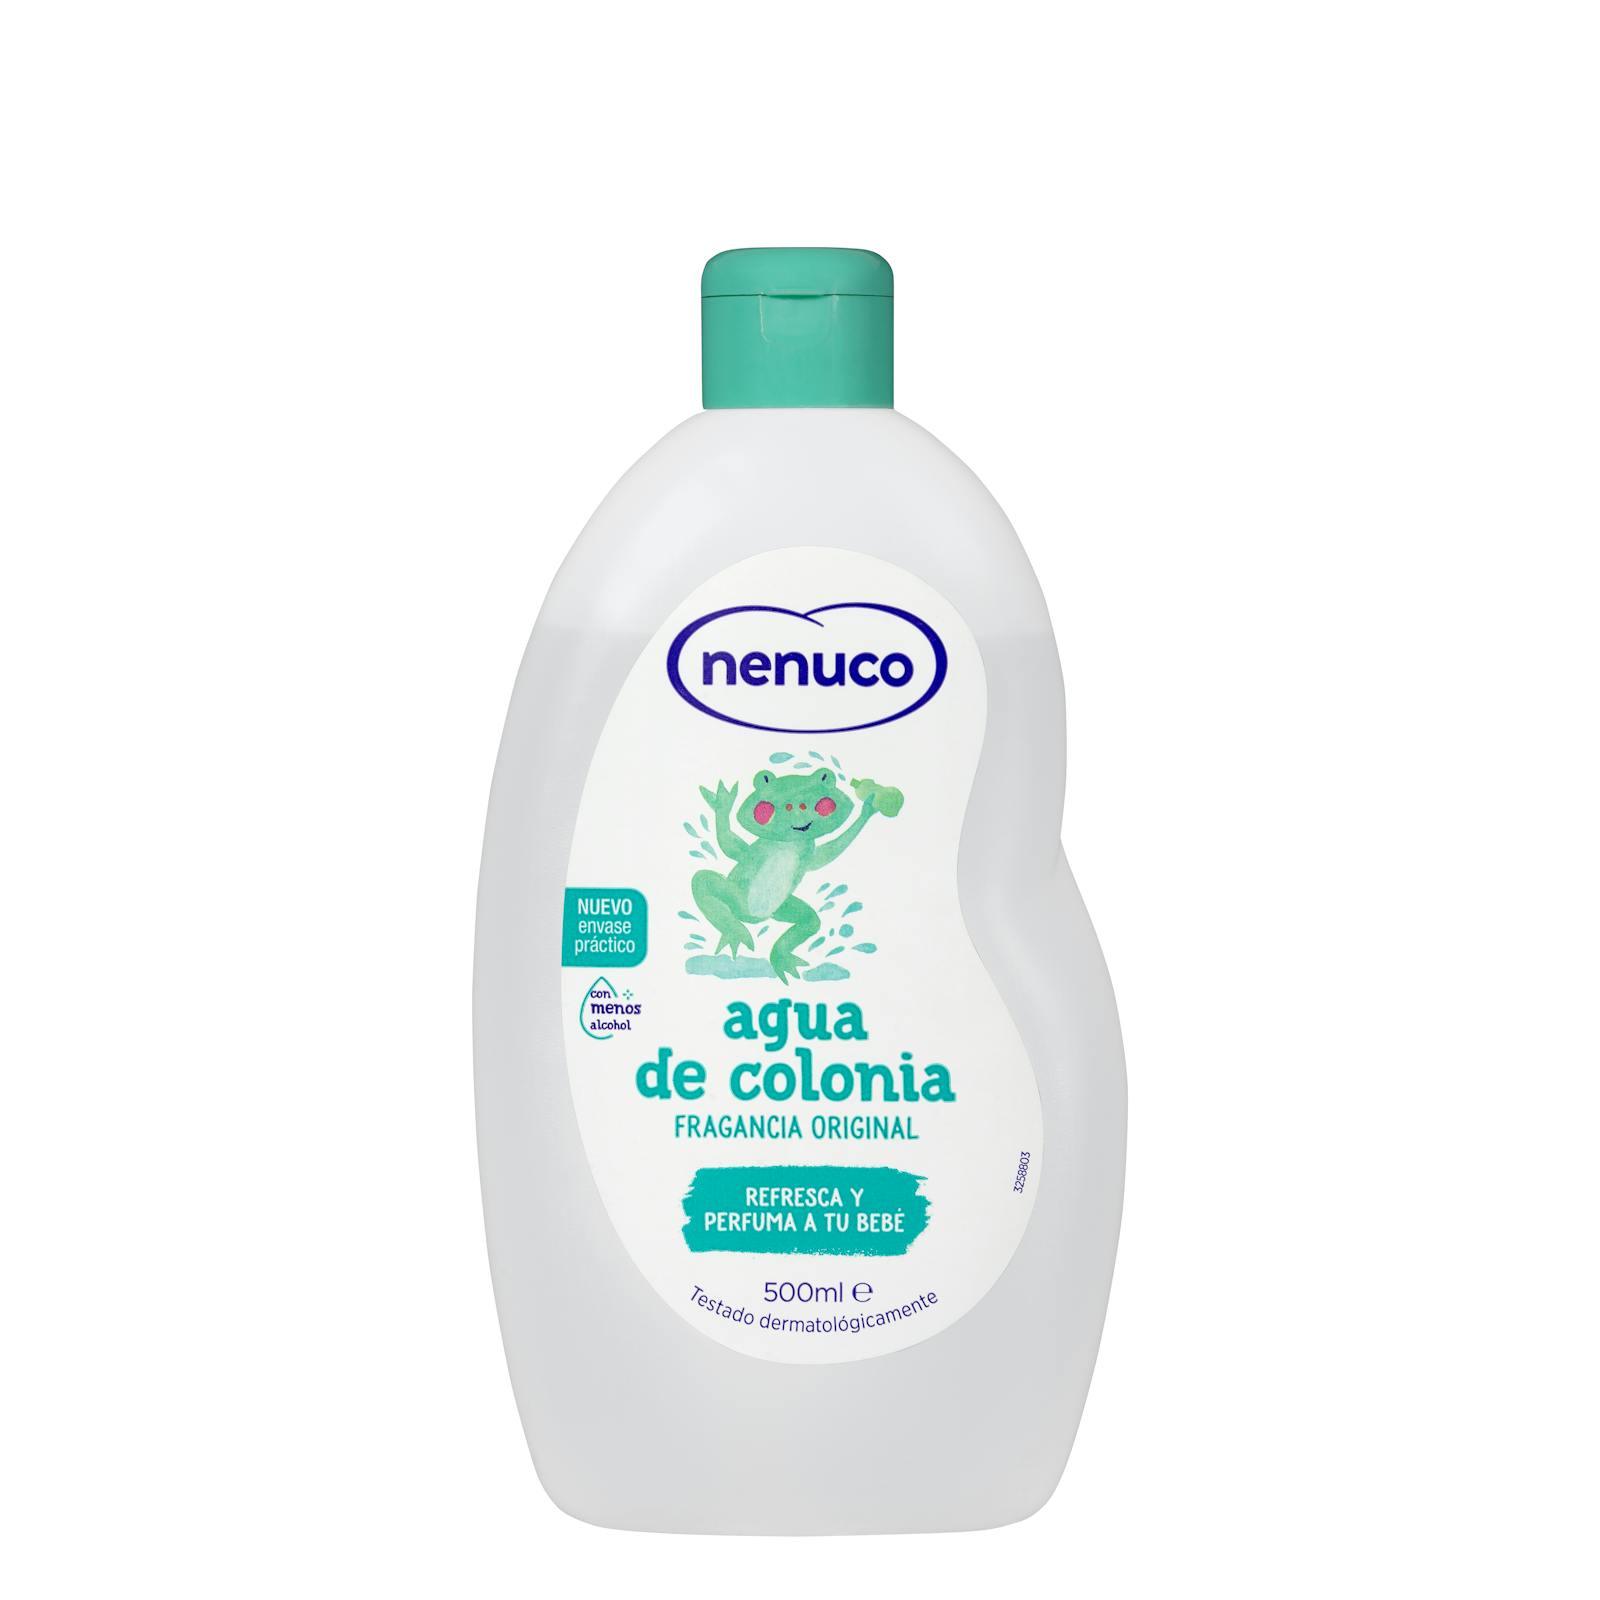 nenuco
NUEVO
envase
práctico
con
menos
alcohol
agua
de colonia
FRAGANCIA ORIGINAL
3258803
REFRESCA Y
PERFUMA A TU BEBÉ
500ml ℮
Testado dermatológicamente